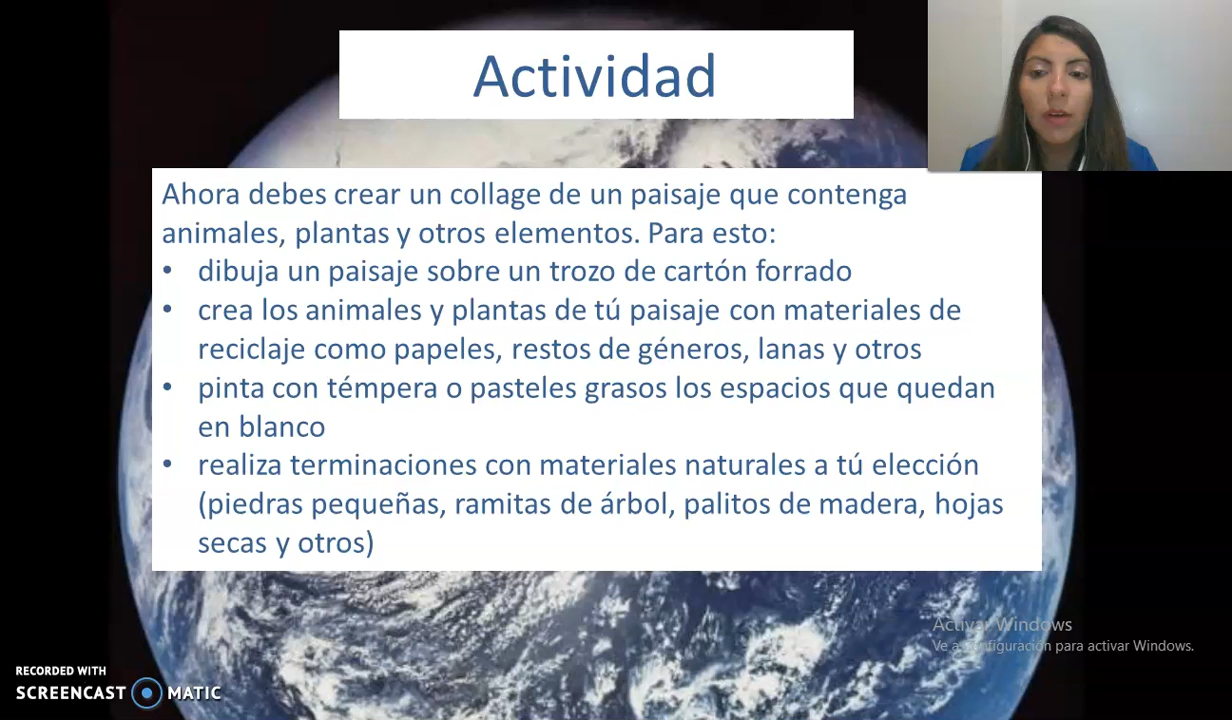 Actividad
Ahora debes crear un collage de un paisaje que contenga
animales, plantas y otros elementos. Para esto:
• dibuja un paisaje sobre un trozo de cartón forrado
• crea los animales y plantas de tú paisaje con materiales de
reciclaje como papeles, restos de géneros, lanas y otros
• pinta con témpera o pasteles grasos los espacios que quedan
en blanco
• realiza terminaciones con materiales naturales a tú elección
(piedras pequeñas, ramitas de árbol, palitos de madera, hojas
secas y otros)
Activar Windows
Ve a Configuración para activar Windows.
RECORDED WITH
SCREENCAST MATIC